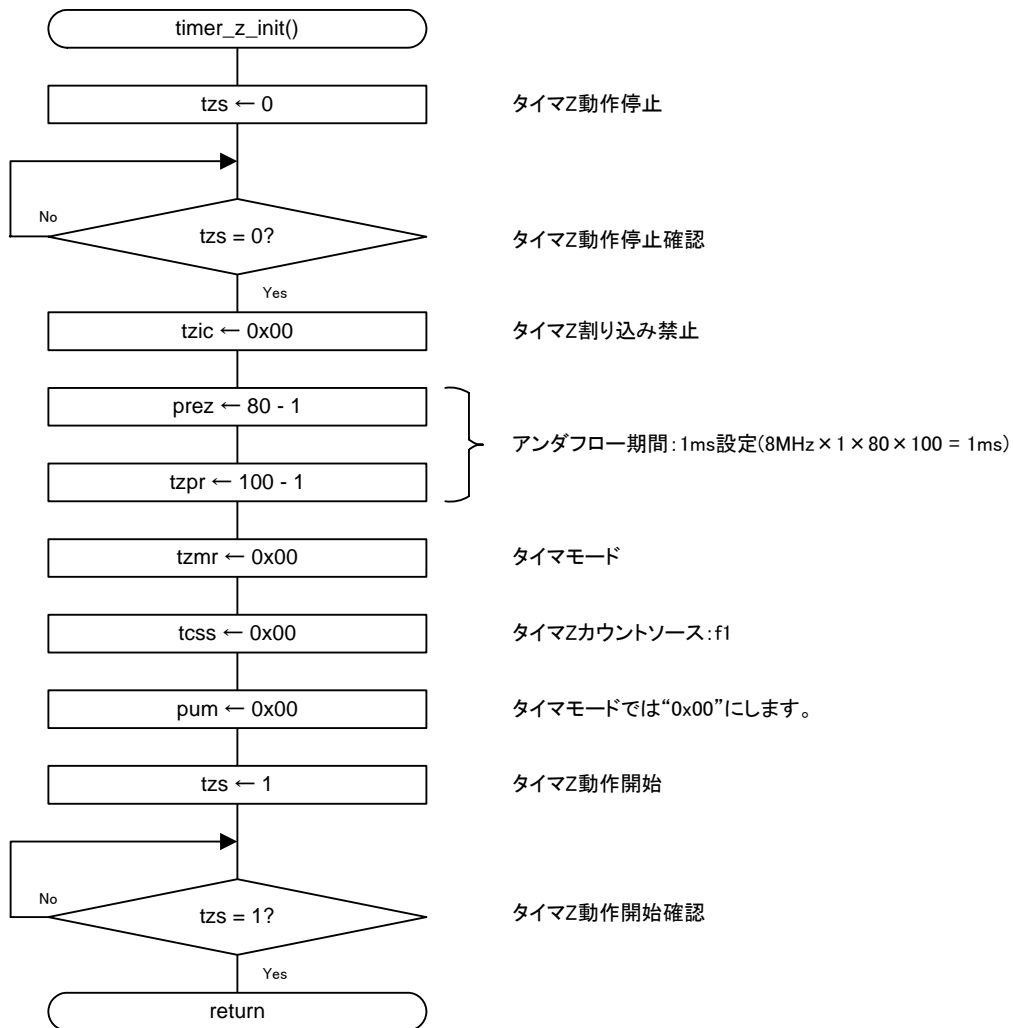 timer_z_init()
tzs ← 0
タイマZ動作停止
No
tzs = 0?
タイマZ動作停止確認
Yes
tzic ← 0x00
タイマZ割り込み禁止
prez ← 80 - 1
アンダフロー期間:1ms設定(8MHz×1×80×100 = 1ms)
tzpr ← 100 - 1
tzmr ← 0x00
タイマモード
tcss ← 0x00
タイマZカウントソース:f1
pum ← 0x00
タイマモードでは“0x00”にします。
tzs ← 1
タイマZ動作開始
No
tzs = 1?
タイマZ動作開始確認
Yes
return